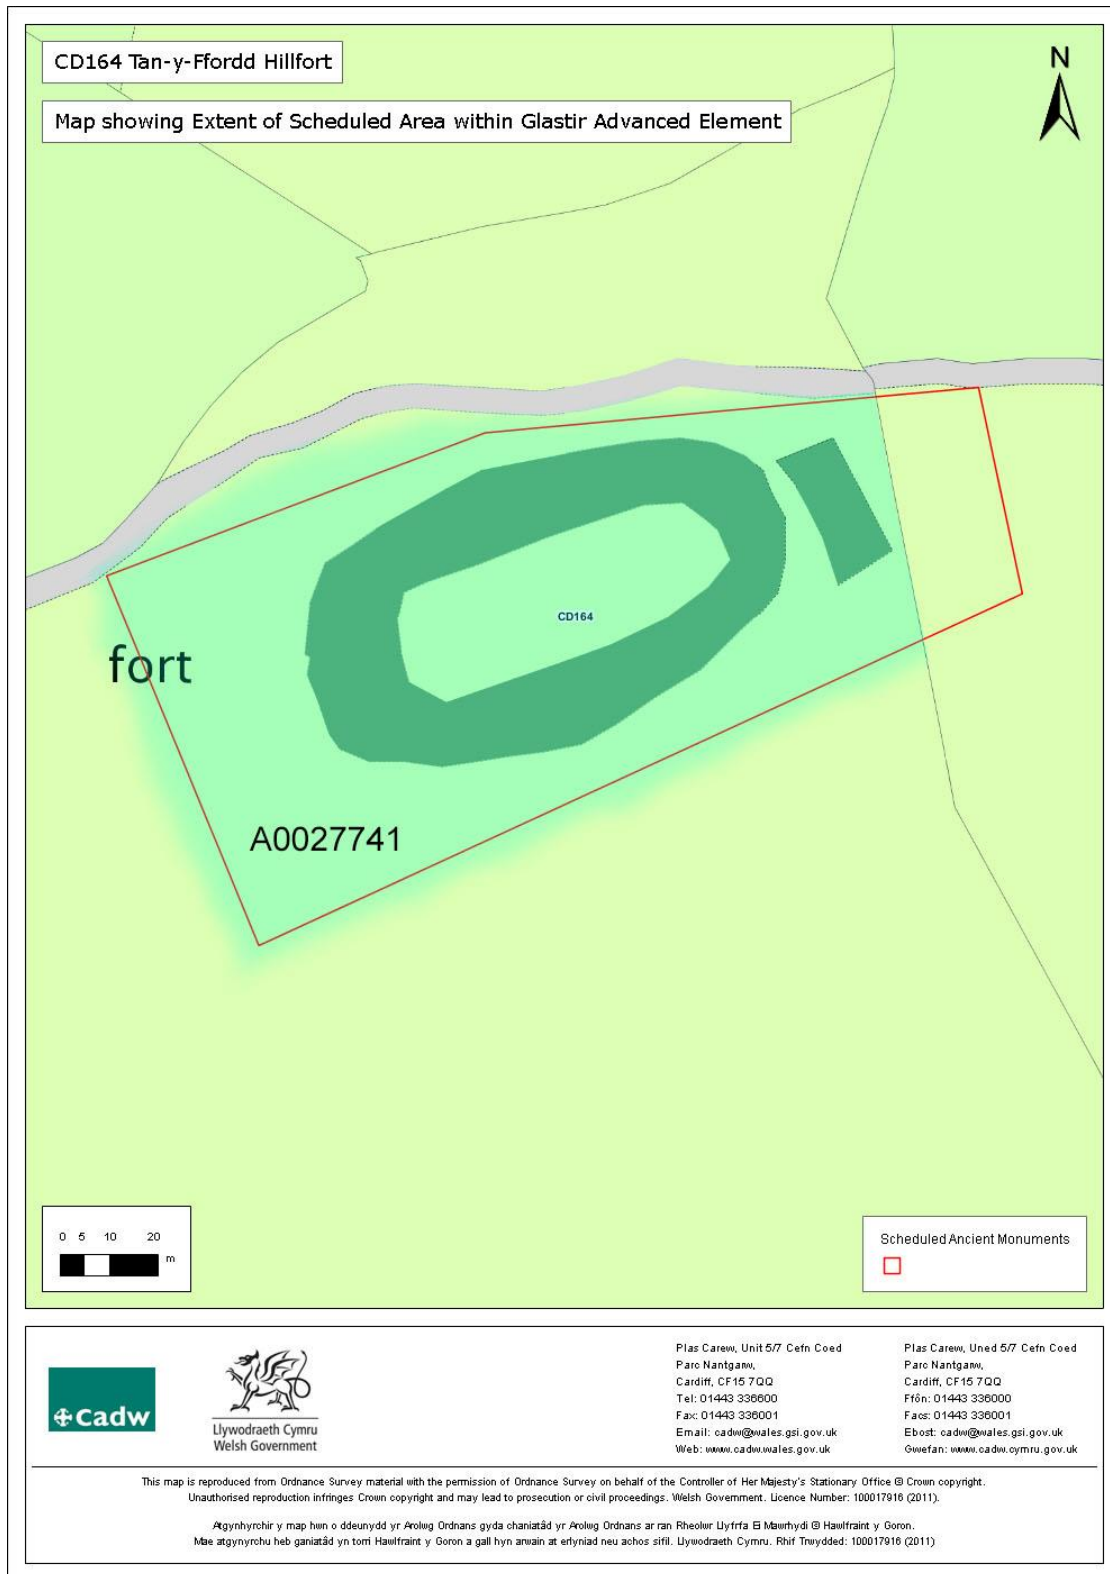 CD164 Tan-y-Ffordd Hillfort
Map showing Extent of Scheduled Area within Glastir Advanced Element
N
CD164
fort
A0027741
0 5 10 20
m
Scheduled Ancient Monuments
Cadw
Llywodraeth Cymru
Welsh Government
Plas Carew, Unit 5/7 Cefn Coed
Parc Nantgarw,
Cardiff, CF15 7QQ
Tel: 01443 336600
Fax: 01443 336001
Email: cadw@wales.gsi.gov.uk
Web: www.cadw.wales.gov.uk
Plas Carew, Uned 5/7 Cefn Coed
Parc Nantgarw,
Cardiff, CF15 7QQ
Ffôn: 01443 336000
Facs: 01443 336001
Ebost: cadw@wales.gsi.gov.uk
Gwefan: www.cadw.cymru.gov.uk
This map is reproduced from Ordnance Survey material with the permission of Ordnance Survey on behalf of the Controller of Her Majesty's Stationary Office © Crown copyright.
Unauthorised reproduction infringes Crown copyright and may lead to prosecution or civil proceedings. Welsh Government. Licence Number: 100017916 (2011).
Atgynhyrchir y map hwn o ddeunydd yr Arolwg Ordnans gyda chaniatâd yr Arolwg Ordnans ar ran Rheolwr Llyfrfa Ei Mawrhydi © Hawlfraint y Goron.
Mae atgynyrchu heb ganiatâd yn torri Hawlfraint y Goron a gall hyn arwain at erlyniad neu achos sifil. Llywodraeth Cymru. Rhif Trwydded: 100017916 (2011)